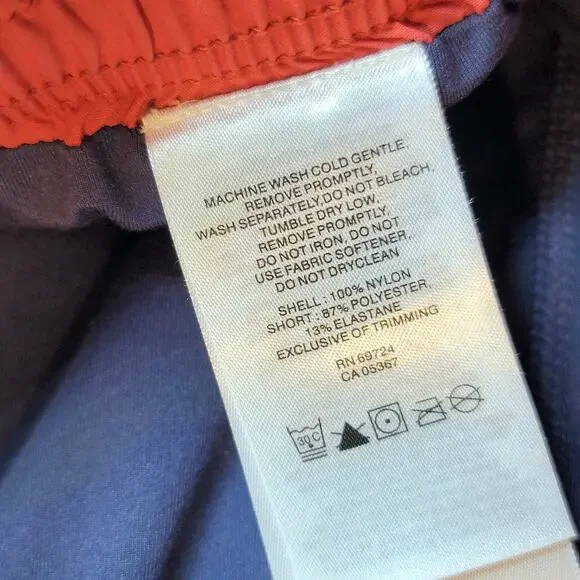 MACHINE WASH COLD GENTLE,
REMOVE PROMPTLY,
WASH SEPARATELY,DO NOT BLEACH,
TUMBLE DRY LOW,
REMOVE PROMPTLY,
DO NOT IRON, DO NOT
USE FABRIC SOFTENER,
DO NOT DRYCLEAN
SHELL : 100% NYLON
SHORT : 87% POLYESTER,
13% ELASTANE
EXCLUSIVE OF TRIMMING
RN 69724
CA 05367
30 C